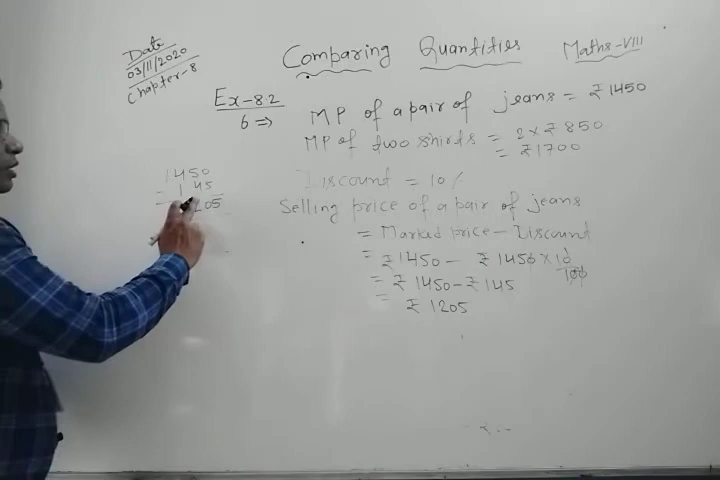 Date
03/11/2020
Chapter-8
Comparing Quantities Maths-VIII
Ex-8.2
6 ⇒ MP of a pair of jeans = ₹ 1450
MP of two shirts = 2 × ₹ 850
= ₹ 1700
Discount = 10%
Selling price of a pair of jeans
= Marked price - Discount
= ₹ 1450 - ₹ 1450 × 10
100
= ₹ 1450 - ₹ 145
= ₹ 1205
1450
- 145
205